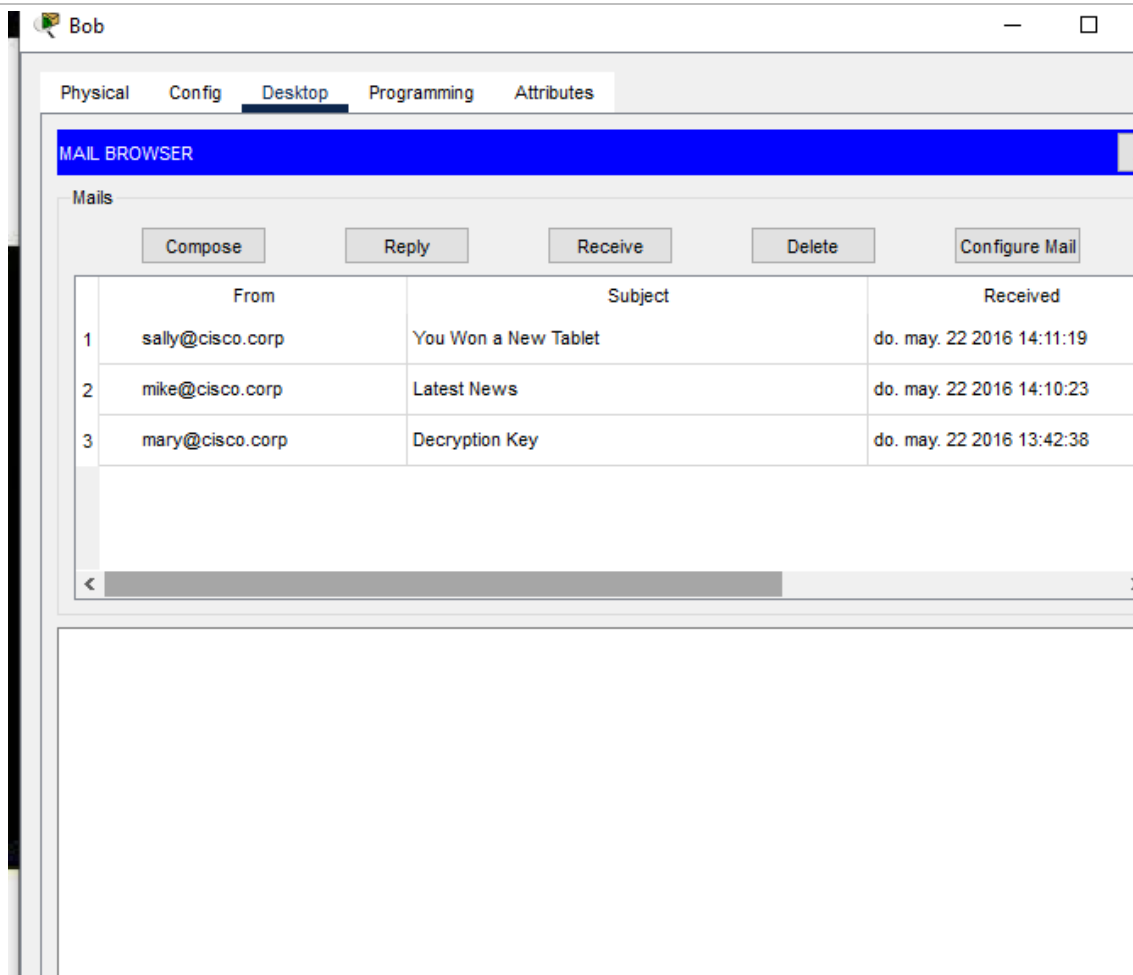 Bob
Physical Config Desktop Programming Attributes
MAIL BROWSER
Mails
Compose Reply Receive Delete Configure Mail
From Subject Received
1 sally@cisco.corp You Won a New Tablet do. may. 22 2016 14:11:19
2 mike@cisco.corp Latest News do. may. 22 2016 14:10:23
3 mary@cisco.corp Decryption Key do. may. 22 2016 13:42:38